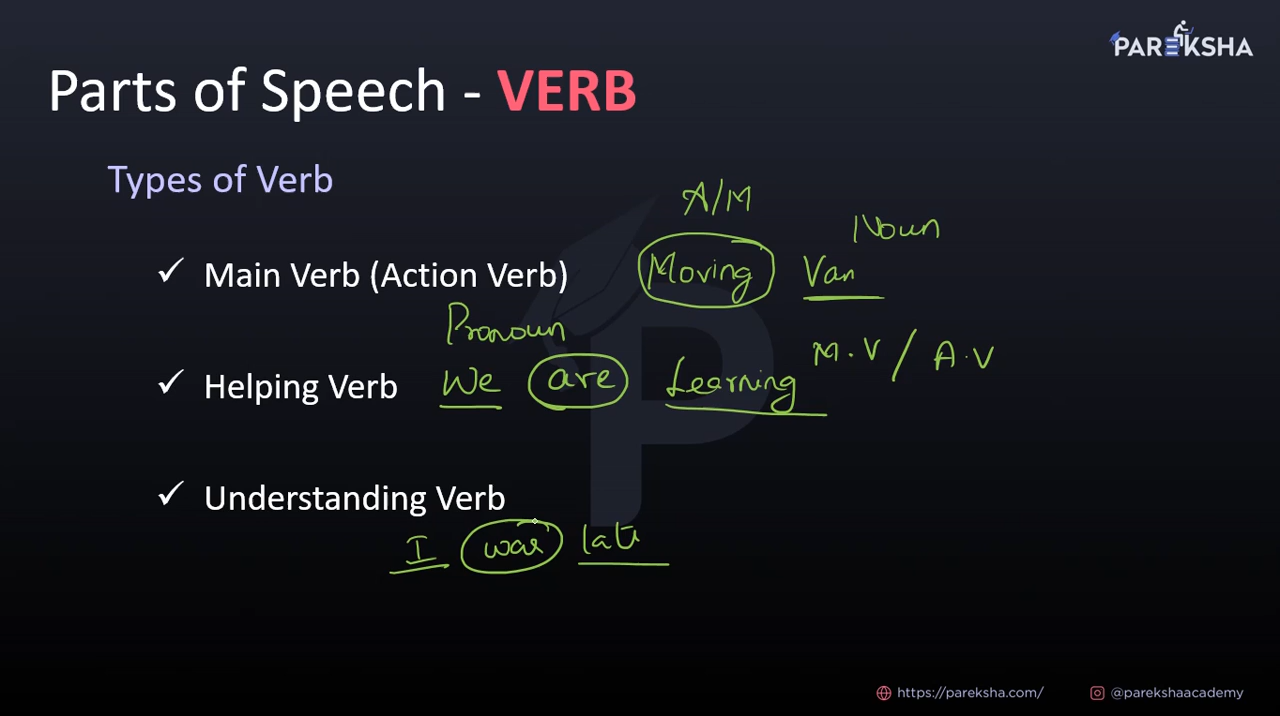 PAREKSHA
Parts of Speech - VERB
Types of Verb
A/M
Noun
✓ Main Verb (Action Verb) Moving Van
Pronoun
M.V / A.V
✓ Helping Verb We are Learning
✓ Understanding Verb
I was late
https://pareksha.com/ @parekshaacademy